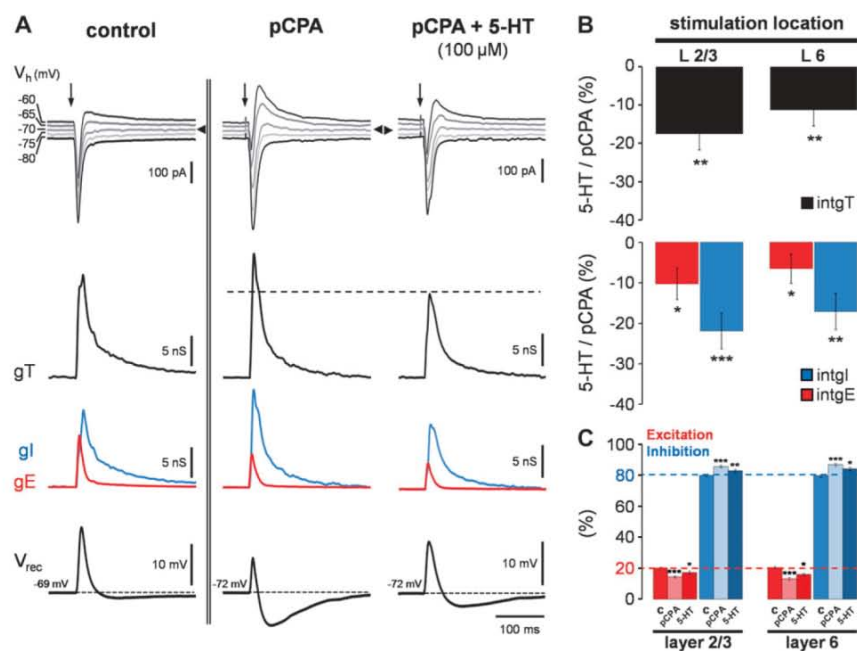 A
control
pCPA
pCPA + 5-HT
(100 µM)
Vh (mV)
-60
-65
-70
-75
-80
100 pA
100 pA
gT
5 nS
5 nS
gI
gE
5 nS
5 nS
Vrec
-69 mV
10 mV
-72 mV
-72 mV
10 mV
100 ms
B
stimulation location
L 2/3
L 6
5-HT / pCPA (%)
0
-10
-20
-30
-40
**
**
intgT
5-HT / pCPA (%)
0
-10
-20
-30
-40
*
***
*
**
intgI
intgE
C
Excitation
Inhibition
(%)
100
80
60
40
20
0
***
*
***
**
***
*
***
*
C
pCPA
5-HT
C
pCPA
5-HT
C
pCPA
5-HT
C
pCPA
5-HT
layer 2/3
layer 6